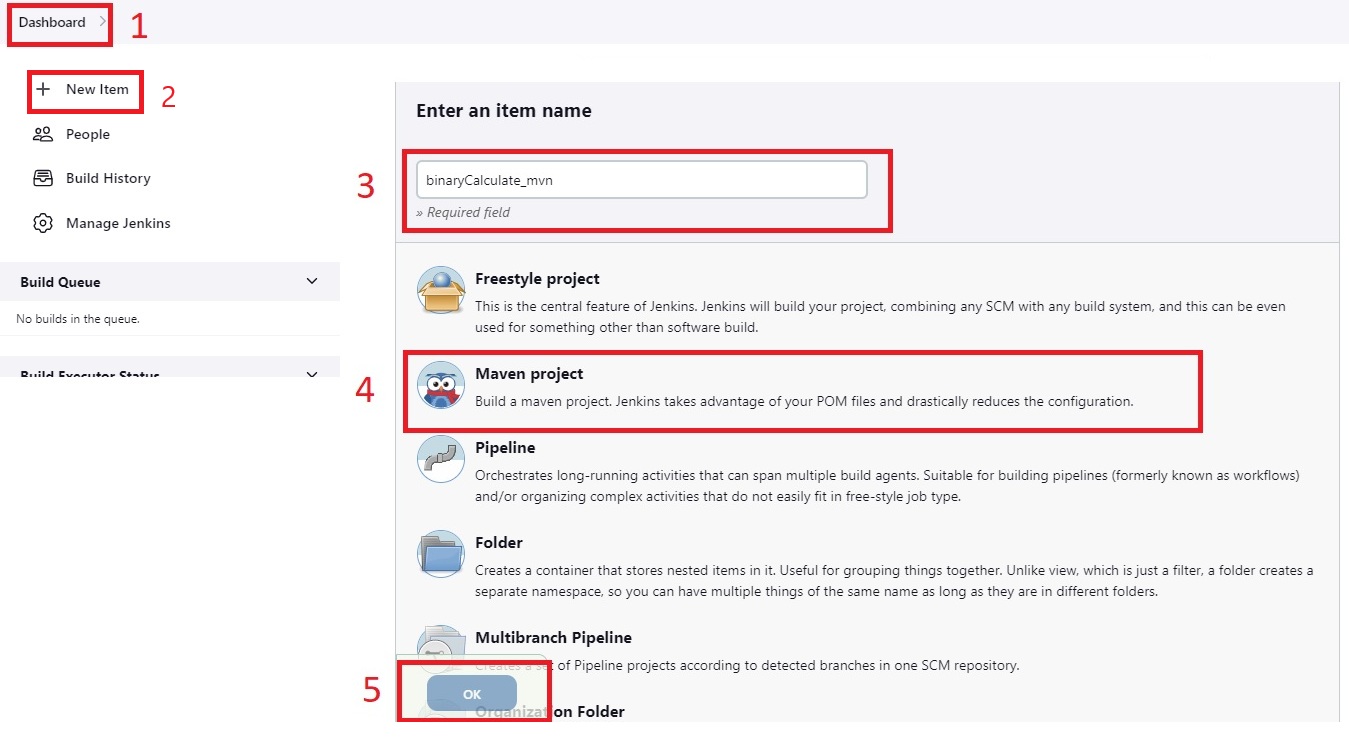 Dashboard
1
New Item
2
People
Build History
Manage Jenkins
Build Queue
No builds in the queue.
Build Executor Status
Enter an item name
3
binaryCalculate_mvn
» Required field
Freestyle project
This is the central feature of Jenkins. Jenkins will build your project, combining any SCM with any build system, and this can be even
used for something other than software build.
4
Maven project
Build a maven project. Jenkins takes advantage of your POM files and drastically reduces the configuration.
Pipeline
Orchestrates long-running activities that can span multiple build agents. Suitable for building pipelines (formerly known as workflows)
and/or organizing complex activities that do not easily fit in free-style job type.
Folder
Creates a container that stores nested items in it. Useful for grouping things together. Unlike view, which is just a filter, a folder creates a
separate namespace, so you can have multiple things of the same name as long as they are in different folders.
Multibranch Pipeline
Creates a set of Pipeline projects according to detected branches in one SCM repository.
5
OK
Organization Folder